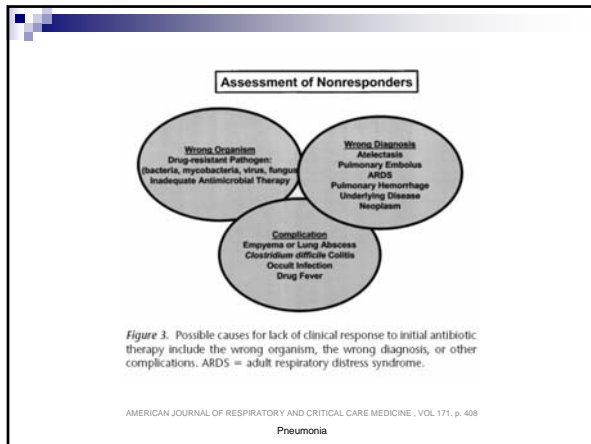 Assessment of Nonresponders
Wrong Organism
Drug-resistant Pathogen:
(bacteria, mycobacteria, virus, fungus
Inadequate Antimicrobial Therapy
Wrong Diagnosis
Atelectasis
Pulmonary Embolus
ARDS
Pulmonary Hemorrhage
Underlying Disease
Neoplasm
Complication
Empyema or Lung Abscess
Clostridium difficile Colitis
Occult Infection
Drug Fever
Figure 3. Possible causes for lack of clinical response to initial antibiotic
therapy include the wrong organism, the wrong diagnosis, or other
complications. ARDS = adult respiratory distress syndrome.
AMERICAN JOURNAL OF RESPIRATORY AND CRITICAL CARE MEDICINE , VOL 171. p. 408
Pneumonia